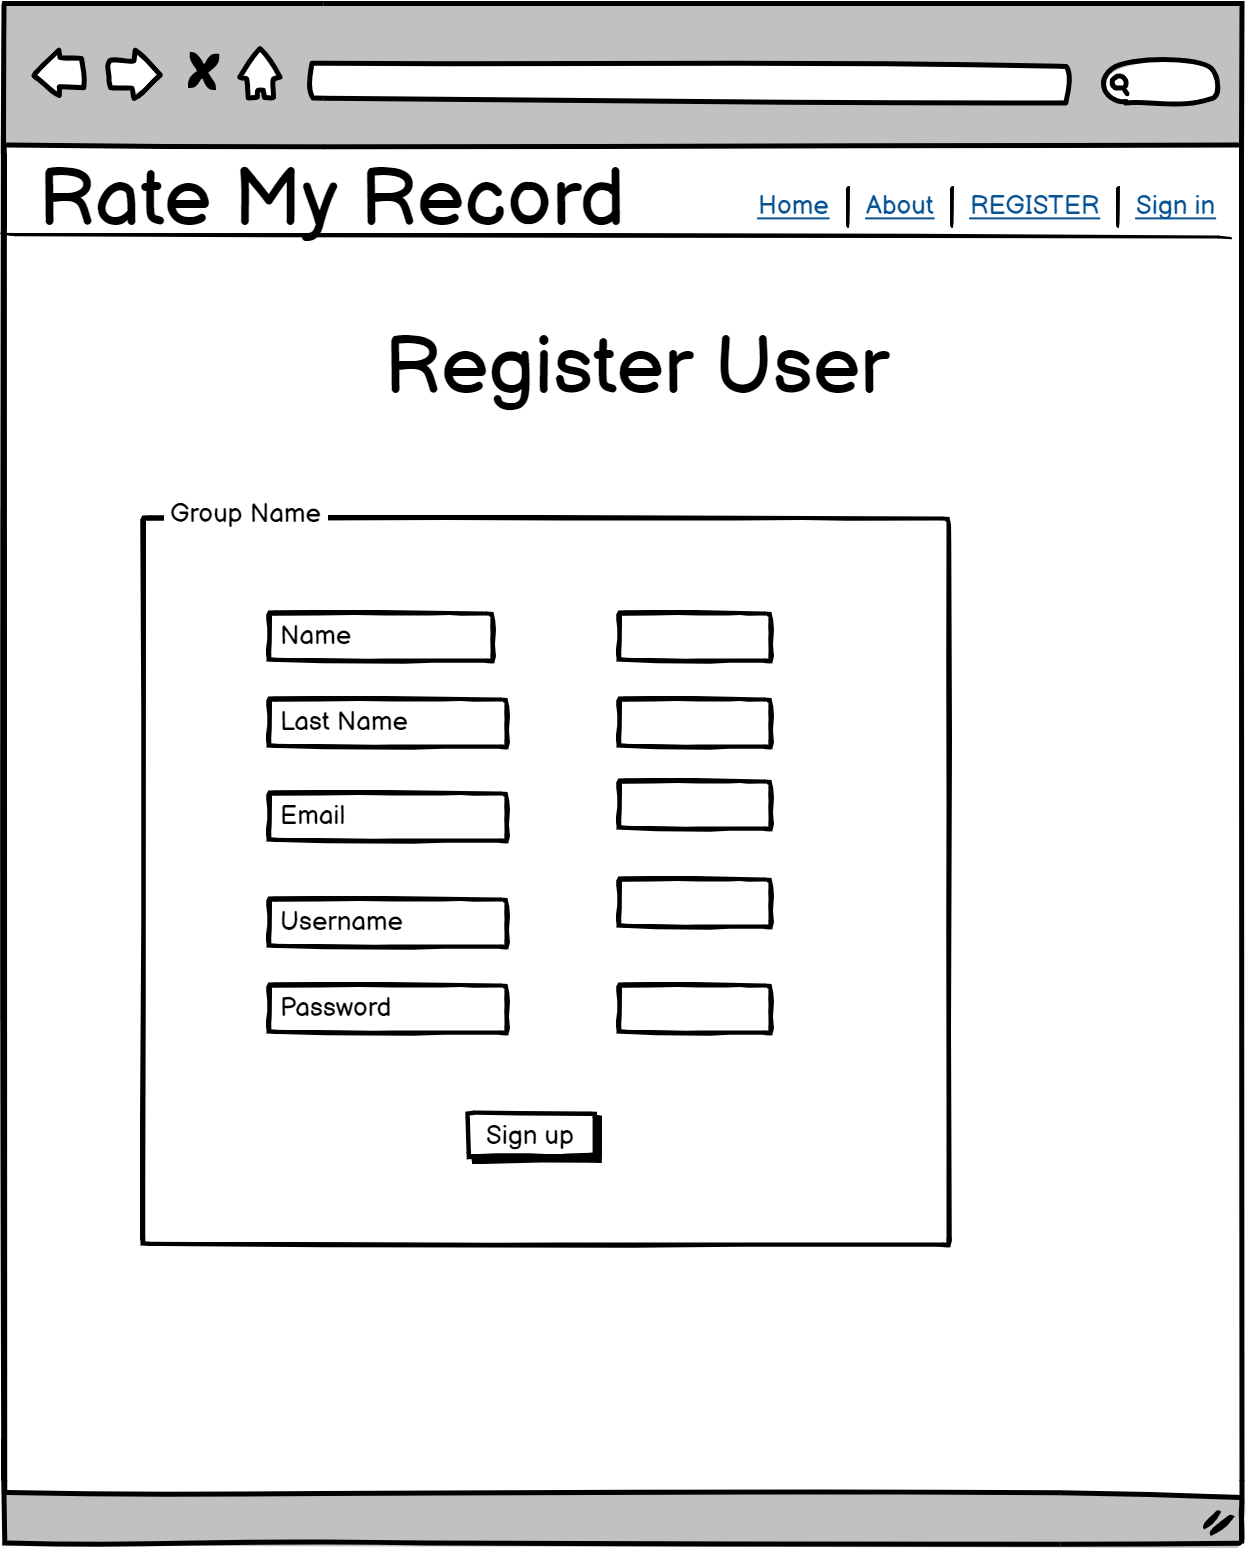 Rate My Record
Home | About | REGISTER | Sign in
Register User
Group Name
Name
Last Name
Email
Username
Password
Sign up